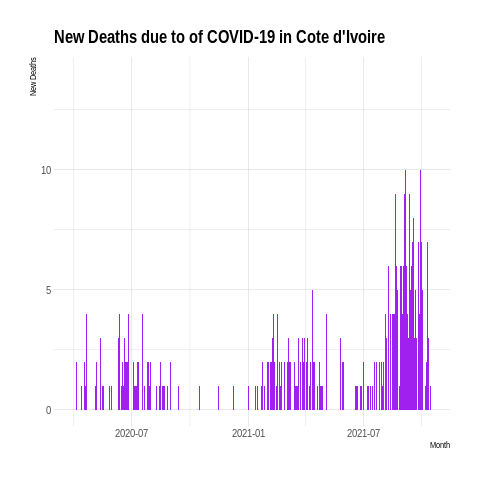 New Deaths due to of COVID-19 in Cote d'Ivoire
New Deaths
10
5
0
2020-07
2021-01
2021-07
Month